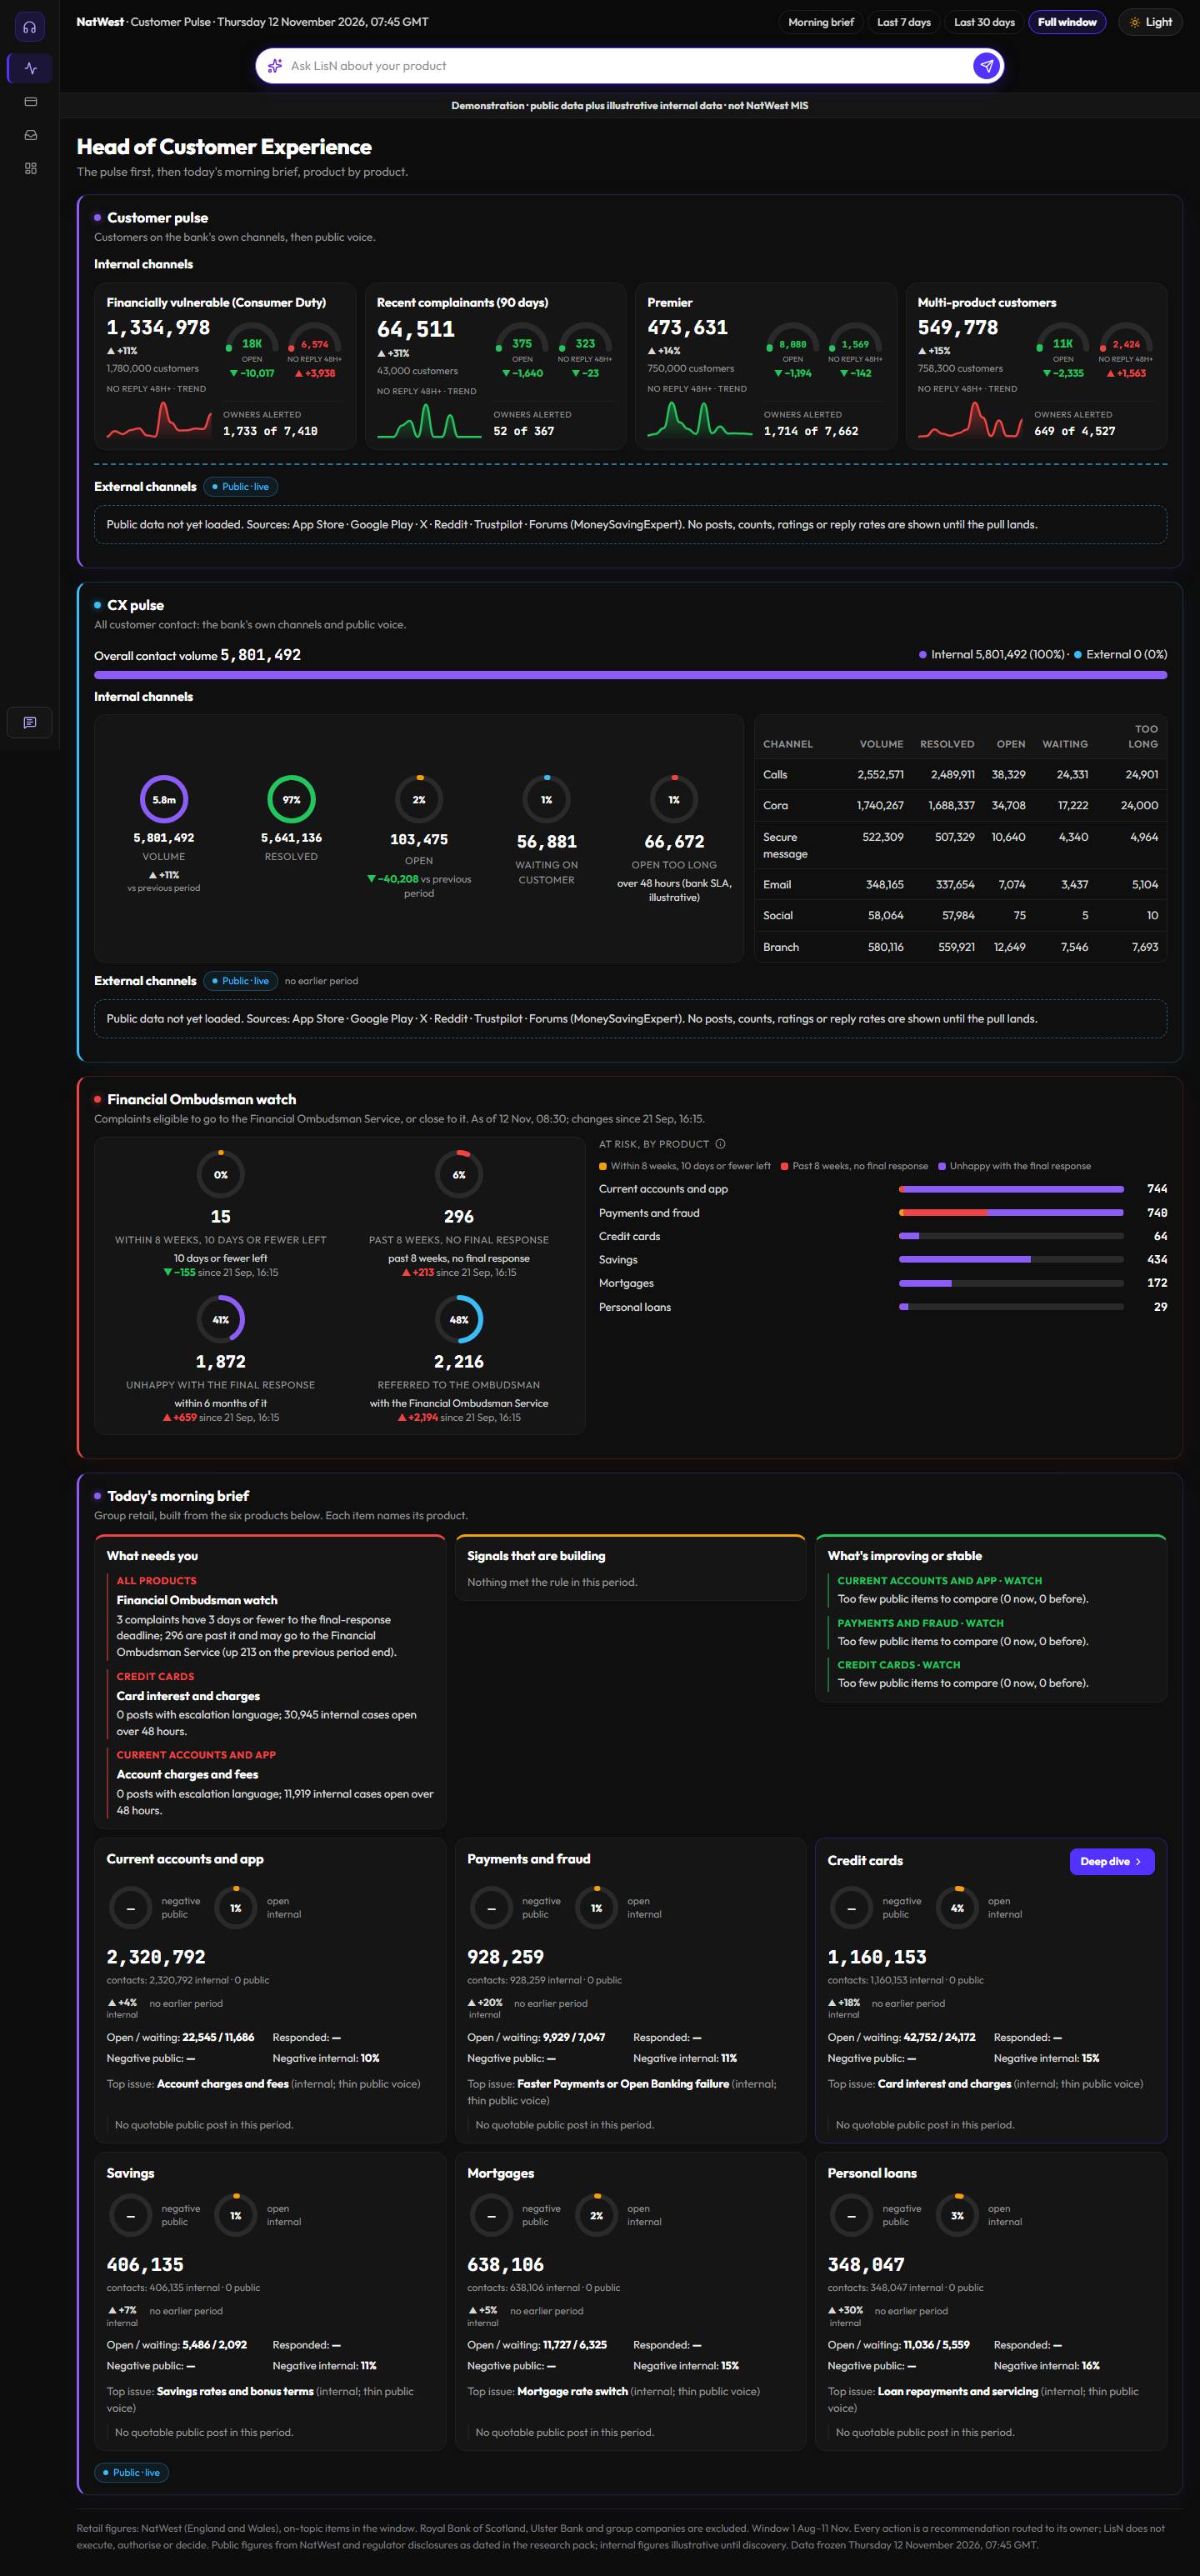 NatWest · Customer Pulse · Thursday 12 November 2026, 07:45 GMT
Morning brief
Last 7 days
Last 30 days
Full window
Light
Ask LisN about your product
Demonstration · public data plus illustrative internal data · not NatWest MIS
Head of Customer Experience
The pulse first, then today's morning brief, product by product.
Customer pulse
Customers on the bank's own channels, then public voice.
Internal channels
Financially vulnerable (Consumer Duty)
1,334,978
▲ +11%
1,780,000 customers
18K
OPEN
▼ −10,017
6,574
NO REPLY 48H+
▲ +3,938
NO REPLY 48H+ · TREND
OWNERS ALERTED
1,733 of 7,410
Recent complainants (90 days)
64,511
▲ +31%
43,000 customers
375
OPEN
▼ −1,640
323
NO REPLY 48H+
▼ −23
NO REPLY 48H+ · TREND
OWNERS ALERTED
52 of 367
Premier
473,631
▲ +14%
750,000 customers
8,080
OPEN
▼ −1,194
1,569
NO REPLY 48H+
▼ −142
NO REPLY 48H+ · TREND
OWNERS ALERTED
1,714 of 7,662
Multi-product customers
549,778
▲ +15%
758,300 customers
11K
OPEN
▼ −2,335
2,424
NO REPLY 48H+
▲ +1,563
NO REPLY 48H+ · TREND
OWNERS ALERTED
649 of 4,527
External channels
Public · live
Public data not yet loaded. Sources: App Store · Google Play · X · Reddit · Trustpilot · Forums (MoneySavingExpert). No posts, counts, ratings or reply rates are shown until the pull lands.
CX pulse
All customer contact: the bank's own channels and public voice.
Overall contact volume 5,801,492
Internal 5,801,492 (100%) · External 0 (0%)
Internal channels
5.8m
5,801,492
VOLUME
▲ +11%
vs previous period
97%
5,641,136
RESOLVED
2%
103,475
OPEN
▼ −40,208 vs previous
period
1%
56,881
WAITING ON
CUSTOMER
1%
66,672
OPEN TOO LONG
over 48 hours (bank SLA,
illustrative)
CHANNEL VOLUME RESOLVED OPEN WAITING TOO LONG
Calls 2,552,571 2,489,911 38,329 24,331 24,901
Cora 1,740,267 1,688,337 34,708 17,222 24,000
Secure message 522,309 507,329 10,640 4,340 4,964
Email 348,165 337,654 7,074 3,437 5,104
Social 58,064 57,984 75 5 10
Branch 580,116 559,921 12,649 7,546 7,693
External channels
Public · live
no earlier period
Public data not yet loaded. Sources: App Store · Google Play · X · Reddit · Trustpilot · Forums (MoneySavingExpert). No posts, counts, ratings or reply rates are shown until the pull lands.
Financial Ombudsman watch
Complaints eligible to go to the Financial Ombudsman Service, or close to it. As of 12 Nov, 08:30; changes since 21 Sep, 16:15.
0%
15
WITHIN 8 WEEKS, 10 DAYS OR FEWER LEFT
10 days or fewer left
▼ −155 since 21 Sep, 16:15
6%
296
PAST 8 WEEKS, NO FINAL RESPONSE
past 8 weeks, no final response
▲ +213 since 21 Sep, 16:15
41%
1,872
UNHAPPY WITH THE FINAL RESPONSE
within 6 months of it
▲ +659 since 21 Sep, 16:15
48%
2,216
REFERRED TO THE OMBUDSMAN
with the Financial Ombudsman Service
▲ +2,194 since 21 Sep, 16:15
AT RISK, BY PRODUCT
Within 8 weeks, 10 days or fewer left
Past 8 weeks, no final response
Unhappy with the final response
Current accounts and app 744
Payments and fraud 740
Credit cards 64
Savings 434
Mortgages 172
Personal loans 29
Today's morning brief
Group retail, built from the six products below. Each item names its product.
What needs you
ALL PRODUCTS
Financial Ombudsman watch
3 complaints have 3 days or fewer to the final-response
deadline; 296 are past it and may go to the Financial
Ombudsman Service (up 213 on the previous period end).
CREDIT CARDS
Card interest and charges
0 posts with escalation language; 30,945 internal cases open
over 48 hours.
CURRENT ACCOUNTS AND APP
Account charges and fees
0 posts with escalation language; 11,919 internal cases open over
48 hours.
Signals that are building
Nothing met the rule in this period.
What's improving or stable
CURRENT ACCOUNTS AND APP · WATCH
Too few public items to compare (0 now, 0 before).
PAYMENTS AND FRAUD · WATCH
Too few public items to compare (0 now, 0 before).
CREDIT CARDS · WATCH
Too few public items to compare (0 now, 0 before).
Current accounts and app
–
negative
public
1%
open
internal
2,320,792
contacts: 2,320,792 internal · 0 public
▲ +4% no earlier period
internal
Open / waiting: 22,545 / 11,686 Responded: —
Negative public: — Negative internal: 10%
Top issue: Account charges and fees (internal; thin public voice)
No quotable public post in this period.
Payments and fraud
–
negative
public
1%
open
internal
928,259
contacts: 928,259 internal · 0 public
▲ +20% no earlier period
internal
Open / waiting: 9,929 / 7,047 Responded: —
Negative public: — Negative internal: 11%
Top issue: Faster Payments or Open Banking failure (internal;
thin public voice)
No quotable public post in this period.
Credit cards
Deep dive
–
negative
public
4%
open
internal
1,160,153
contacts: 1,160,153 internal · 0 public
▲ +18% no earlier period
internal
Open / waiting: 42,752 / 24,172 Responded: —
Negative public: — Negative internal: 15%
Top issue: Card interest and charges (internal; thin public voice)
No quotable public post in this period.
Savings
–
negative
public
1%
open
internal
406,135
contacts: 406,135 internal · 0 public
▲ +7% no earlier period
internal
Open / waiting: 5,486 / 2,092 Responded: —
Negative public: — Negative internal: 11%
Top issue: Savings rates and bonus terms (internal; thin public
voice)
No quotable public post in this period.
Mortgages
–
negative
public
2%
open
internal
638,106
contacts: 638,106 internal · 0 public
▲ +5% no earlier period
internal
Open / waiting: 11,727 / 6,325 Responded: —
Negative public: — Negative internal: 15%
Top issue: Mortgage rate switch (internal; thin public voice)
No quotable public post in this period.
Personal loans
–
negative
public
3%
open
internal
348,047
contacts: 348,047 internal · 0 public
▲ +30% no earlier period
internal
Open / waiting: 11,036 / 5,559 Responded: —
Negative public: — Negative internal: 16%
Top issue: Loan repayments and servicing (internal; thin public
voice)
No quotable public post in this period.
Public · live
Retail figures: NatWest (England and Wales), on-topic items in the window. Royal Bank of Scotland, Ulster Bank and group companies are excluded. Window 1 Aug–11 Nov. Every action is a recommendation routed to its owner; LisN does not
execute, authorise or decide. Public figures from NatWest and regulator disclosures as dated in the research pack; internal figures illustrative until discovery. Data frozen Thursday 12 November 2026, 07:45 GMT.